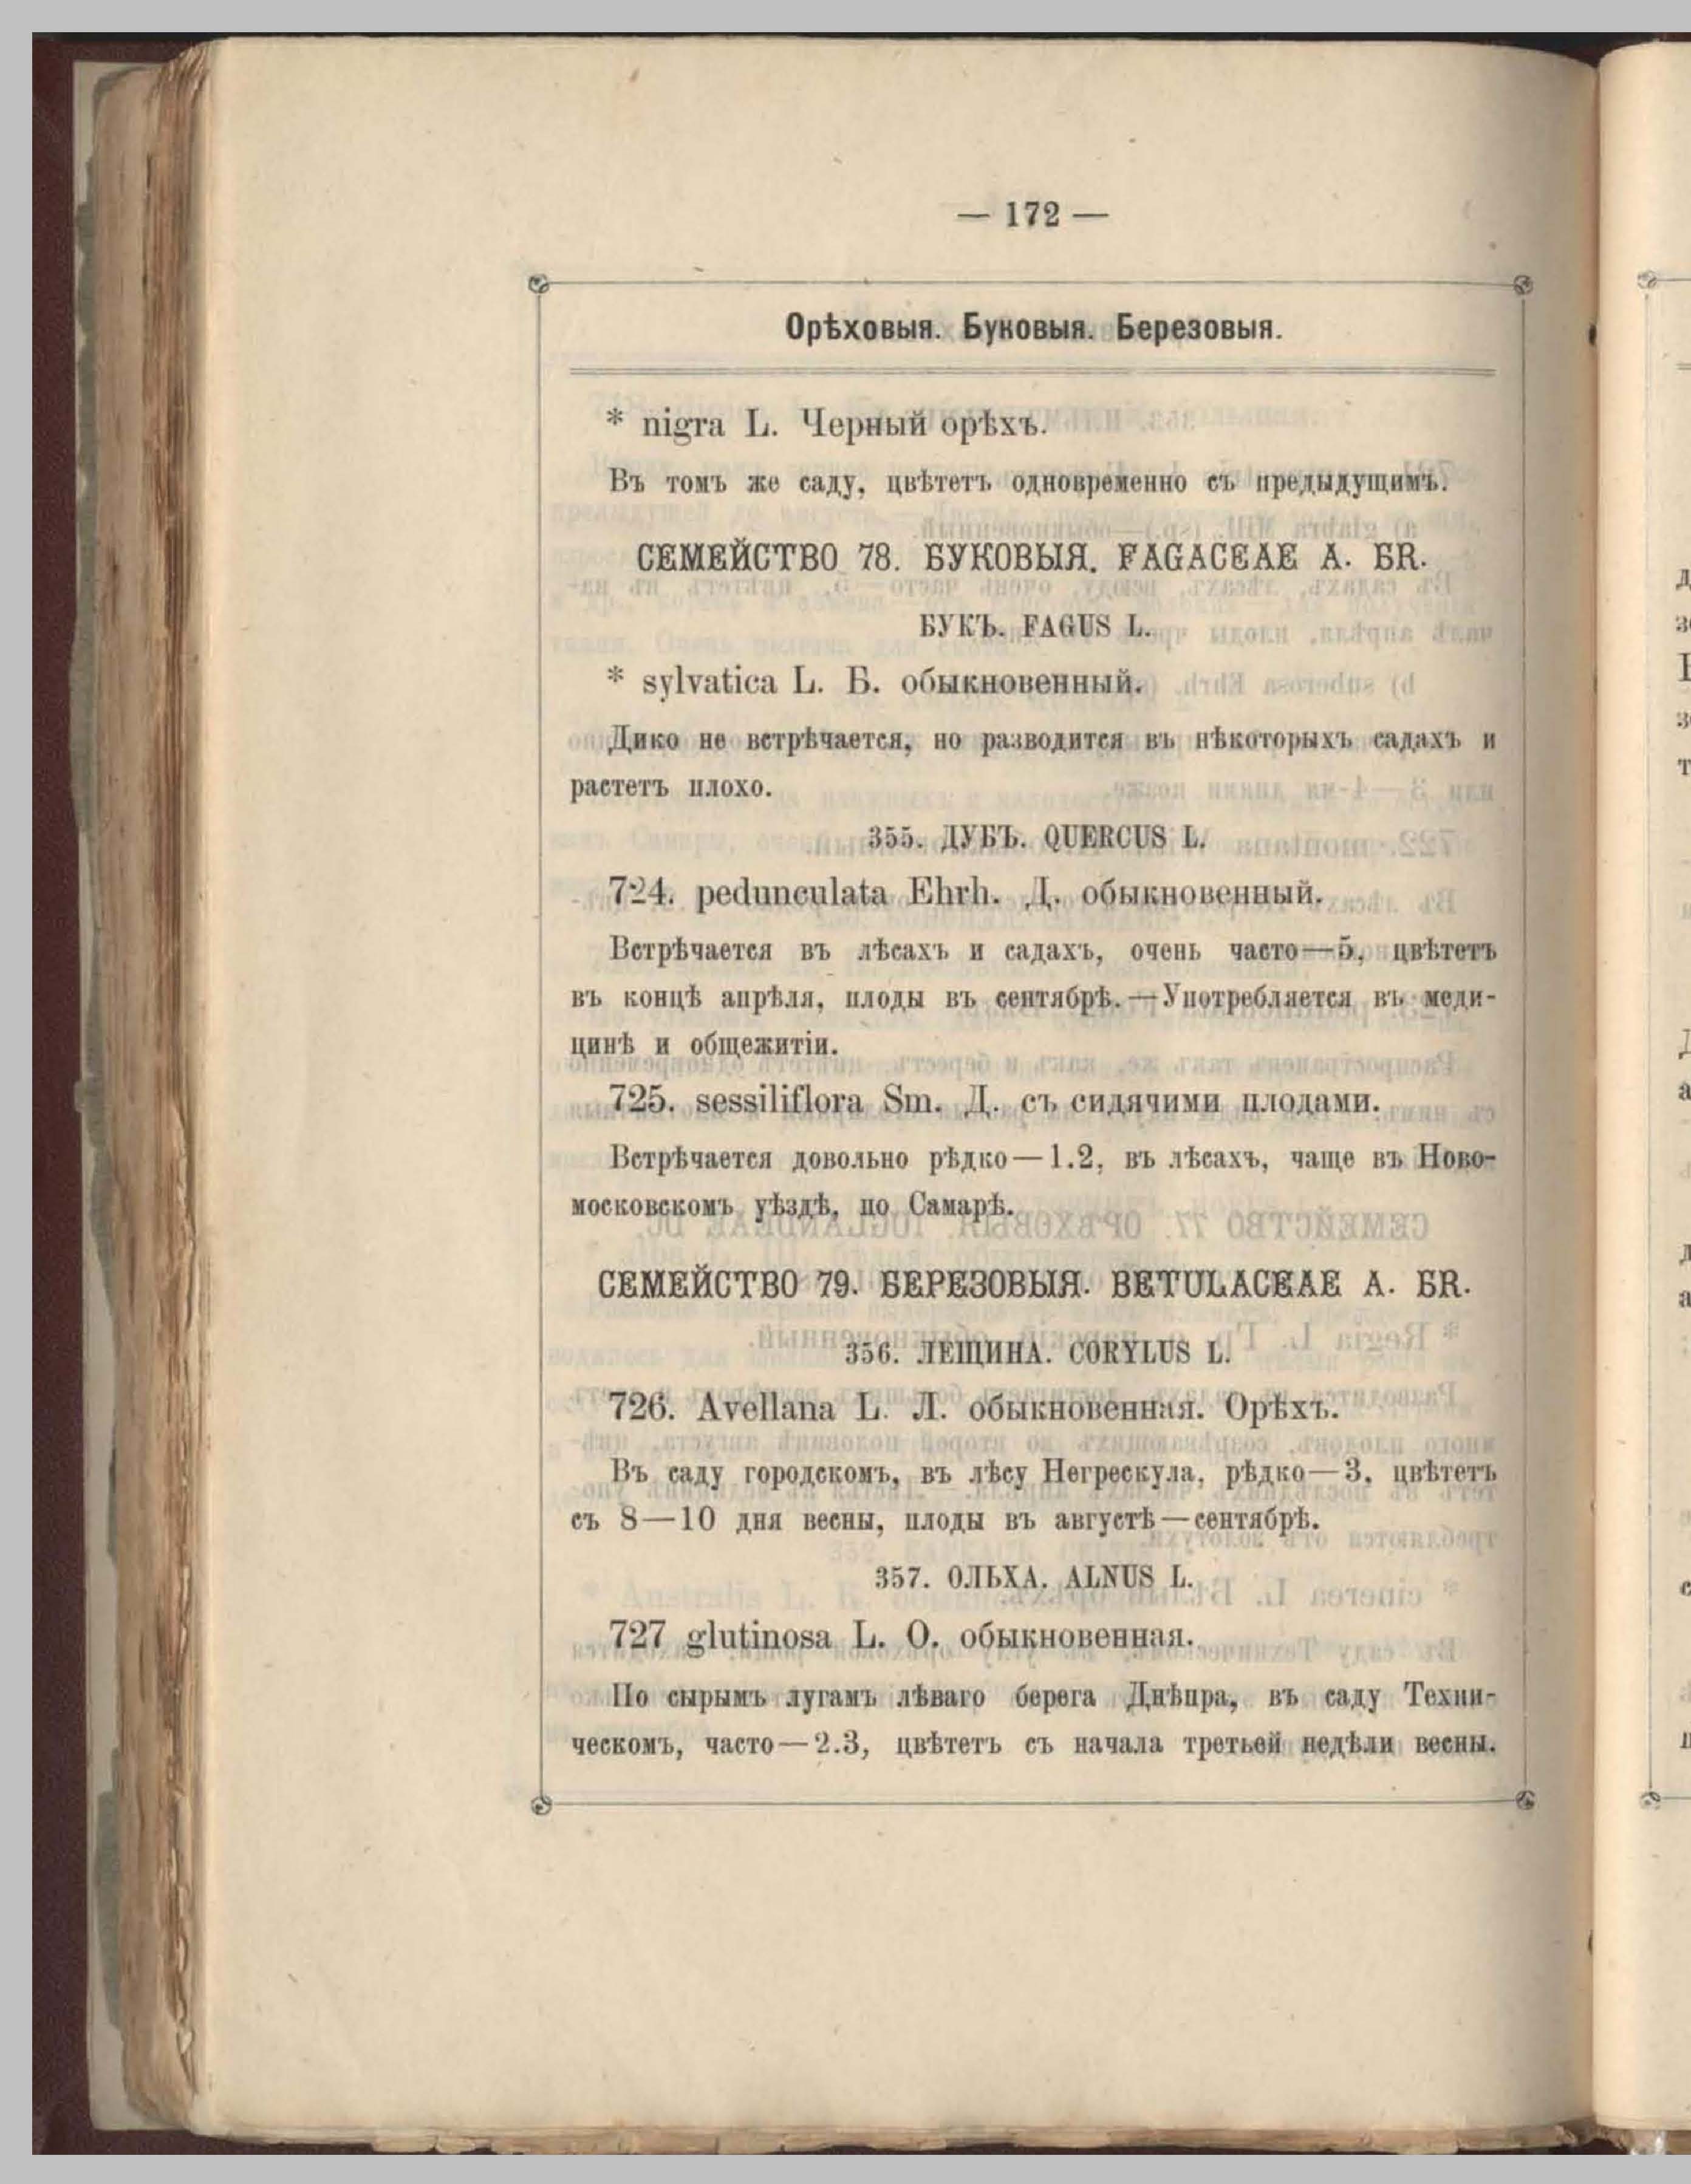 — 172 —
Орѣховыя. Буковыя. Березовыя.
* nigra L. Черный орѣхъ.
Въ томъ же саду, цвѣтетъ одновременно съ предыдущимъ.
СЕМЕЙСТВО 78. БУКОВЫЯ. FAGACEAE A. BR.
БУКЪ. FAGUS L.
* sylvatica L. Б. обыкновенный.
Дико не встрѣчается, но разводится въ нѣкоторыхъ садахъ и
растетъ плохо.
355. ДУБЪ. QUERCUS L.
724. pedunculata Ehrh. Д. обыкновенный.
Встрѣчается въ лѣсахъ и садахъ, очень часто—5, цвѣтетъ
въ концѣ апрѣля, плоды въ сентябрѣ.—Употребляется въ меди-
цинѣ и общежитіи.
725. sessiliflora Sm. Д. съ сидячими плодами.
Встрѣчается довольно рѣдко—1.2, въ лѣсахъ, чаще въ Ново-
московскомъ уѣздѣ, по Самарѣ.
СЕМЕЙСТВО 79. БЕРЕЗОВЫЯ. BETULACEAE A. BR.
356. ЛЕЩИНА. CORYLUS L.
726. Avellana L. Л. обыкновенная. Орѣхъ.
Въ саду городскомъ, въ лѣсу Негрескула, рѣдко—3, цвѣтетъ
съ 8—10 дня весны, плоды въ августѣ—сентябрѣ.
357. ОЛЬХА. ALNUS L.
727 glutinosa L. О. обыкновенная.
По сырымъ лугамъ лѣваго берега Днѣпра, въ саду Техни-
ческомъ, часто—2.3, цвѣтетъ съ начала третьей недѣли весны.